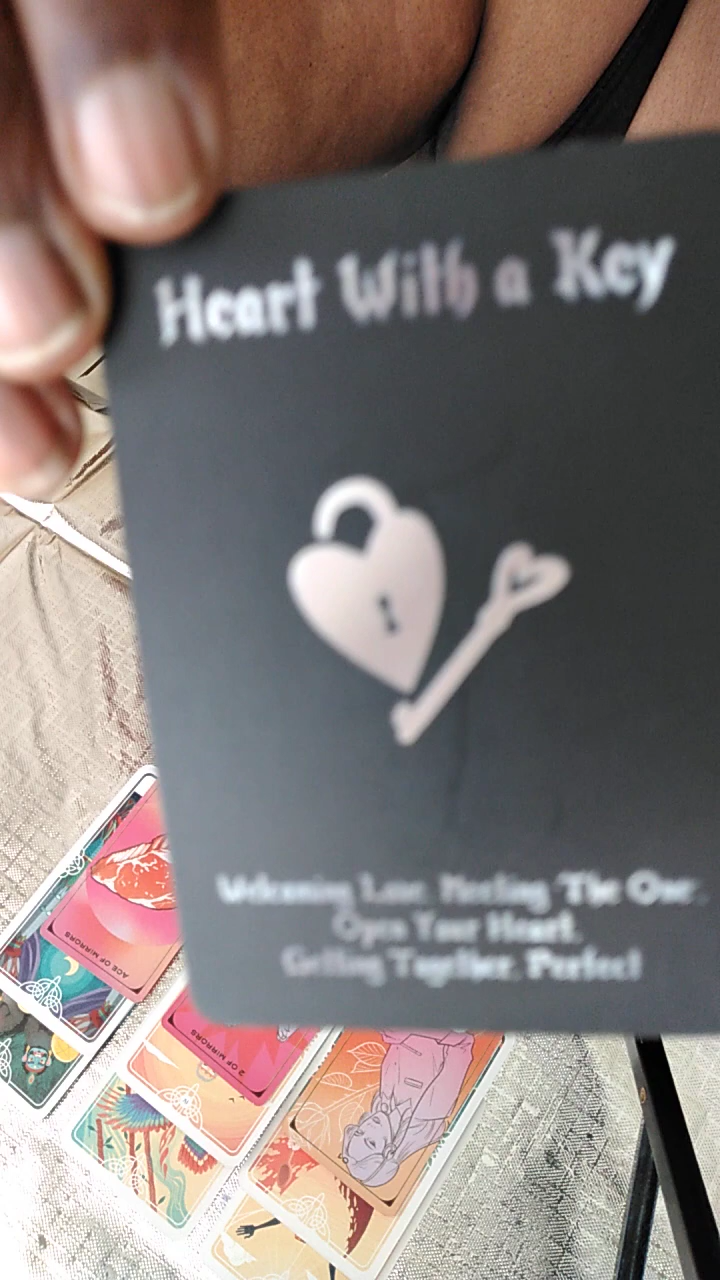 Heart With a Key
Welcoming Love. Meeting 'The One'.
Open Your Heart.
Getting Together. Perfect
ACE OF MIRRORS
2 OF MIRRORS